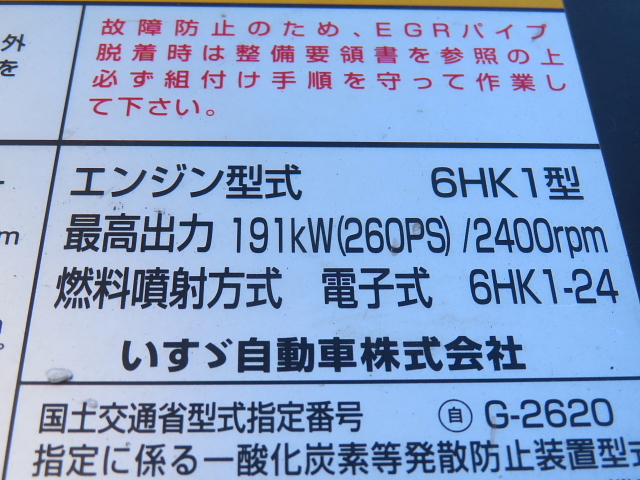 故障防止のため、EGRパイプ
脱着時は整備要領書を参照の上
必ず組付け手順を守って作業し
て下さい。
外
を
エンジン型式 6HK1型
最高出力 191kW(260PS)/2400rpm
燃料噴射方式 電子式 6HK1-24
いすゞ自動車株式会社
m
国土交通省型式指定番号 自 G-2620
指定に係る一酸化炭素等発散防止装置型式